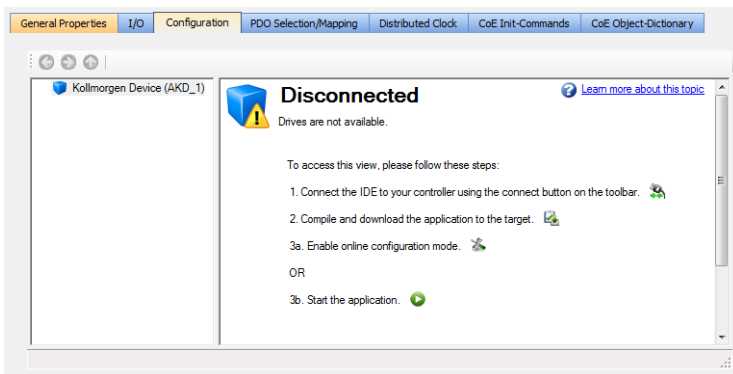 General Properties I/O Configuration PDO Selection/Mapping Distributed Clock CoE Init-Commands CoE Object-Dictionary
Kollmorgen Device (AKD_1)
Disconnected
Learn more about this topic
Drives are not available.
To access this view, please follow these steps:
1. Connect the IDE to your controller using the connect button on the toolbar.
2. Compile and download the application to the target.
3a. Enable online configuration mode.
OR
3b. Start the application.